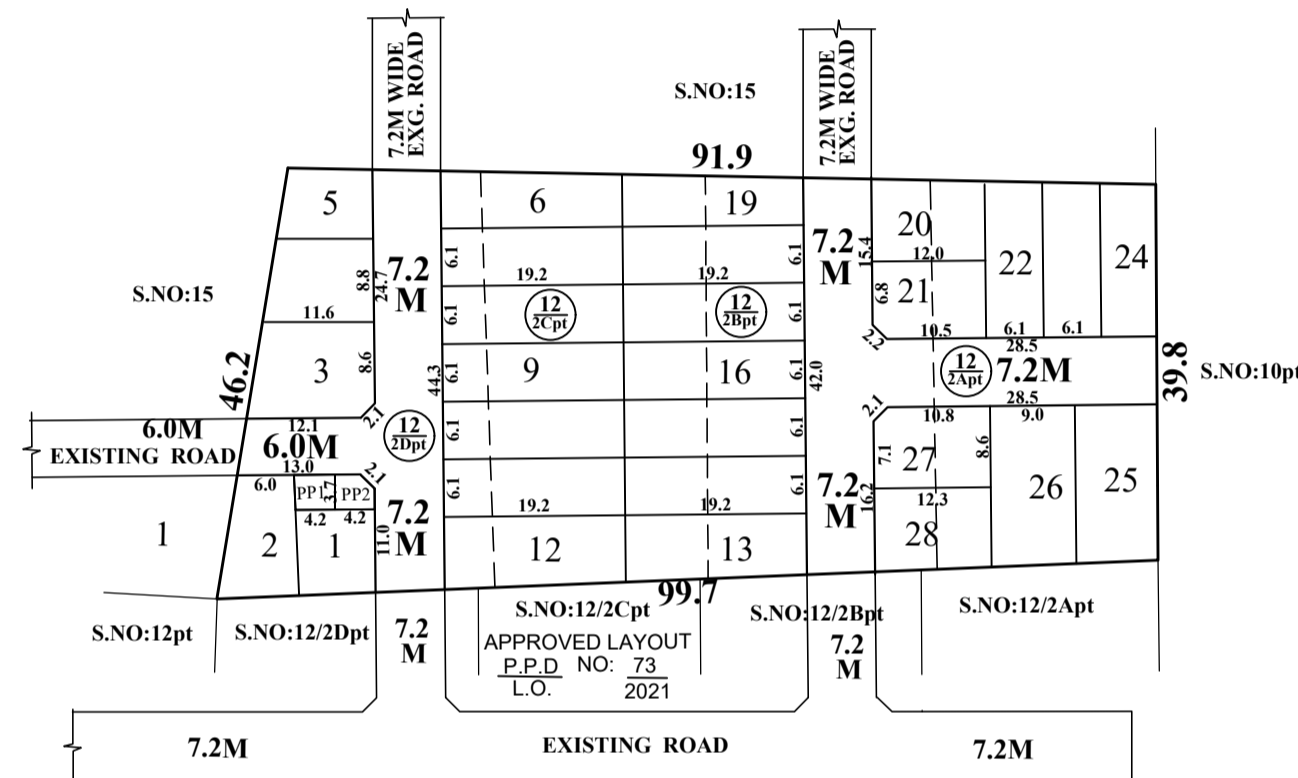 7.2M WIDE
EXG. ROAD
7.2M WIDE
EXG. ROAD
S.NO:15
91.9
5
6
19
20
22
24
7.2
M
7.2
M
15.4
12.0
6.1
6.1
8.8
24.7
19.2
19.2
S.NO:15
6.8
21
11.6
12
2Cpt
12
2Bpt
6.1
6.1
2.2
10.5
6.1
6.1
28.5
46.2
3
8.6
44.3
6.1
9
16
6.1
42.0
12
2Apt
7.2M
39.8
S.NO:10pt
28.5
2.1
10.8
9.0
6.0M
EXISTING ROAD
12.1
6.0M
13.0
2.1
2.1
12
2Dpt
6.1
6.1
7.1
27
8.6
6.0
PP1
3.7
PP2
4.2
4.2
6.1
6.1
19.2
19.2
7.2
M
7.2
M
16.2
12.3
26
25
1
2
1
11.0
12
13
28
99.7
S.NO:12pt
S.NO:12/2Dpt
7.2
M
S.NO:12/2Cpt
S.NO:12/2Bpt
7.2
M
S.NO:12/2Apt
APPROVED LAYOUT
P.P.D NO: 73
L.O. 2021
7.2M
EXISTING ROAD
7.2M